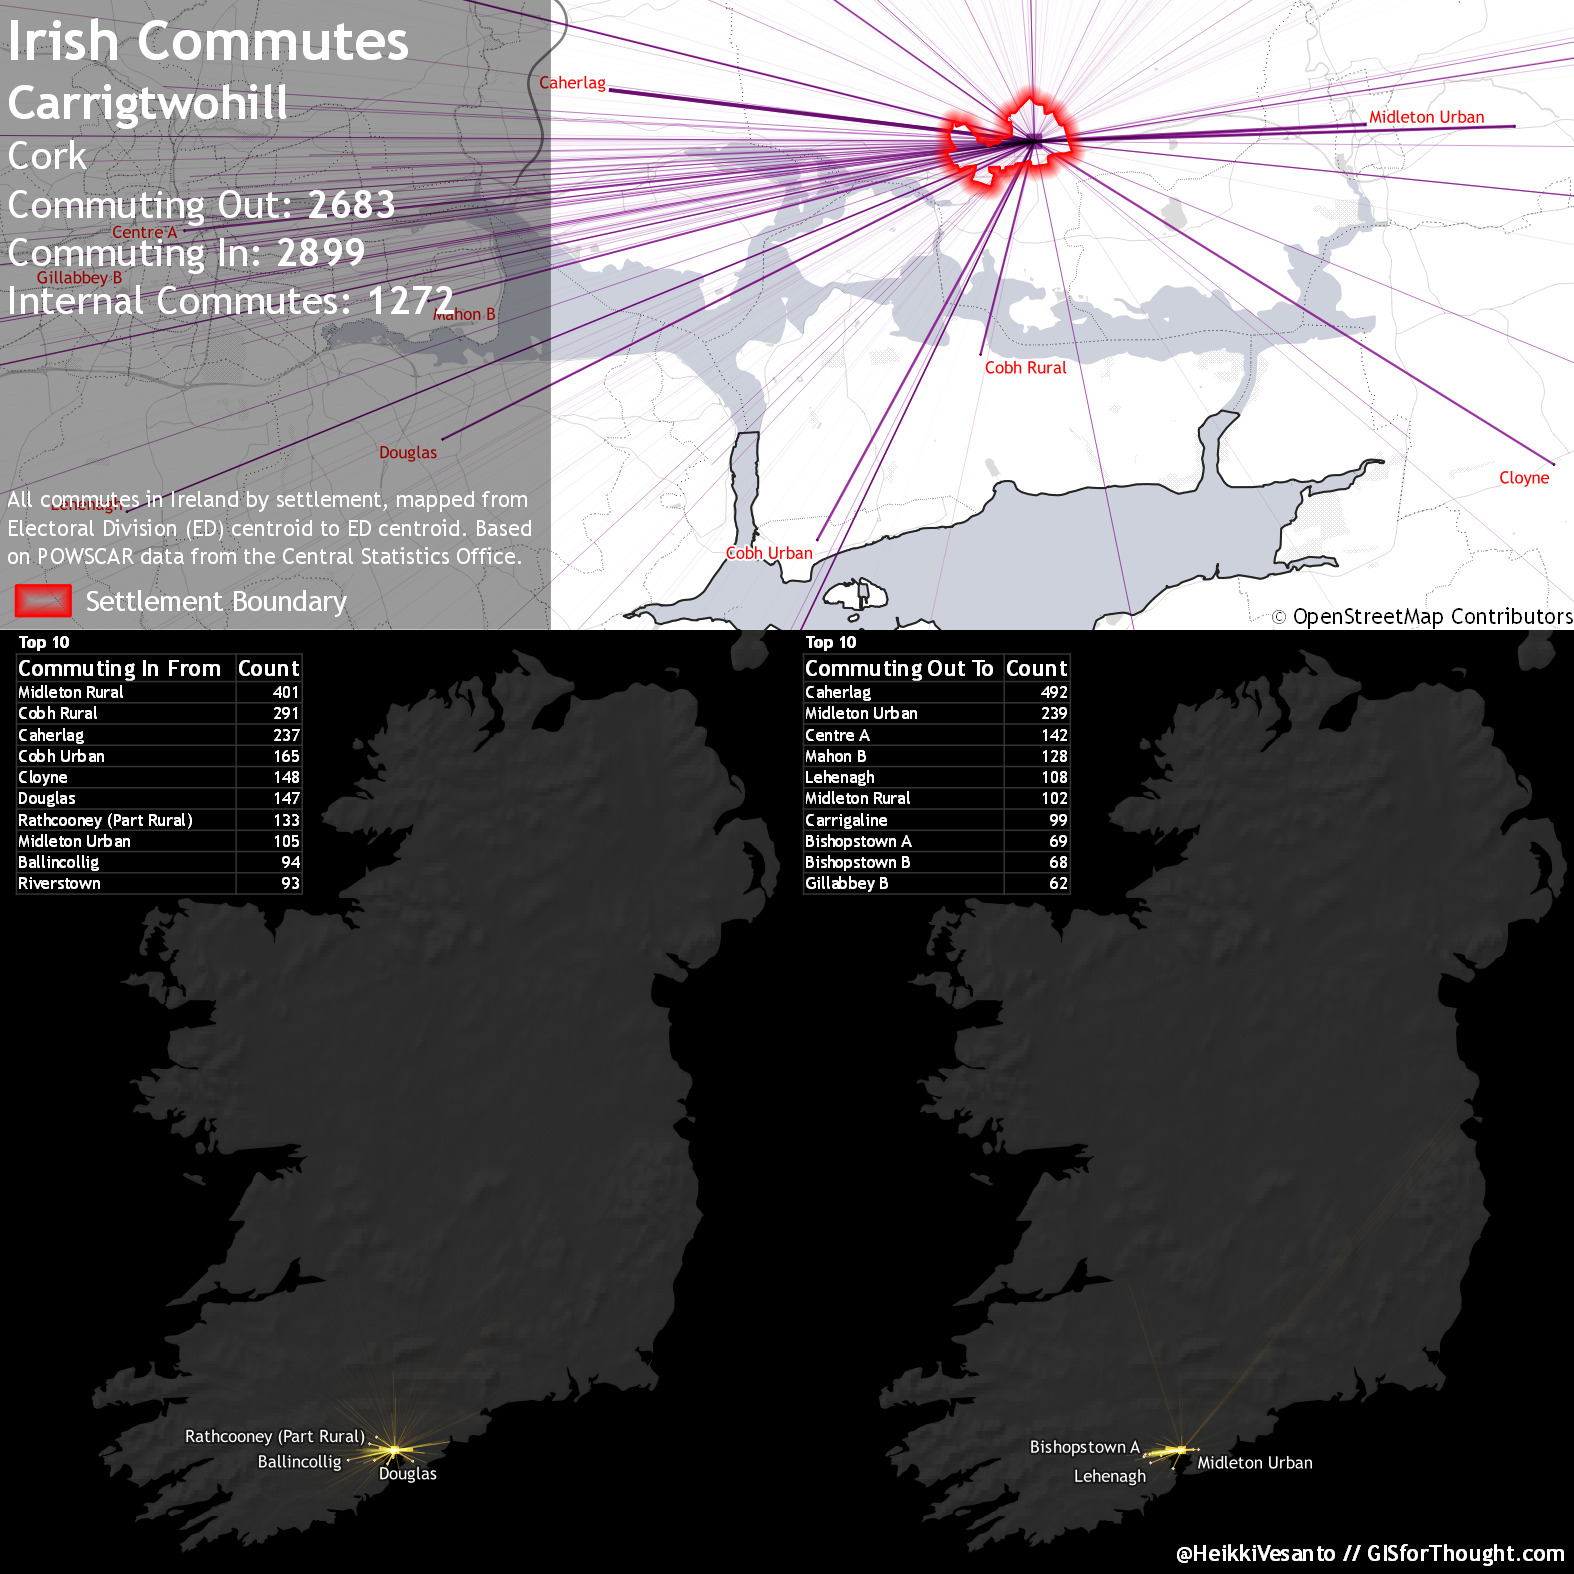 Irish Commutes
Carrigtwohill
Cork
Commuting Out: 2683
Commuting In: 2899
Internal Commutes: 1272
Caherlag
Midleton Urban
Centre A
Gillabbey B
Mahon B
Cobh Rural
Douglas
Cloyne
Lehenagh
Cobh Urban
All commutes in Ireland by settlement, mapped from
Electoral Division (ED) centroid to ED centroid. Based
on POWSCAR data from the Central Statistics Office.
Settlement Boundary
© OpenStreetMap Contributors
Top 10
Commuting In From Count
Midleton Rural 401
Cobh Rural 291
Caherlag 237
Cobh Urban 165
Cloyne 148
Douglas 147
Rathcooney (Part Rural) 133
Midleton Urban 105
Ballincollig 94
Riverstown 93
Top 10
Commuting Out To Count
Caherlag 492
Midleton Urban 239
Centre A 142
Mahon B 128
Lehenagh 108
Midleton Rural 102
Carrigaline 99
Bishopstown A 69
Bishopstown B 68
Gillabbey B 62
Rathcooney (Part Rural)
Ballincollig
Douglas
Bishopstown A
Lehenagh
Midleton Urban
@HeikkiVesanto // GISforThought.com